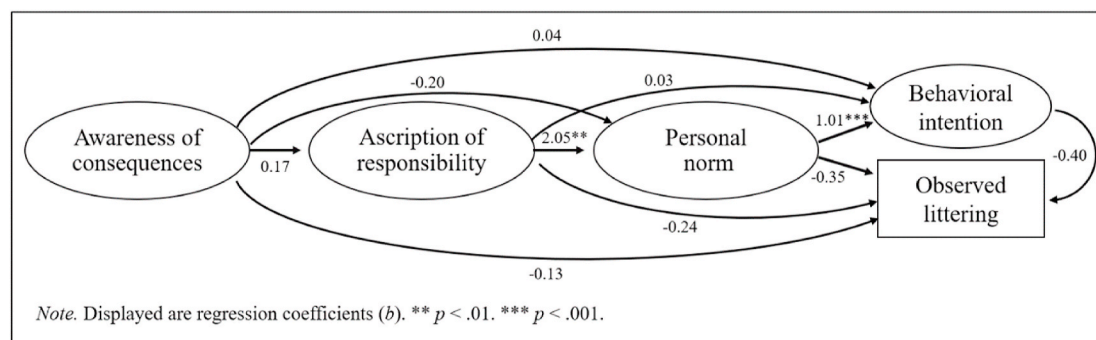 0.04
-0.20
0.03
Behavioral
intention
Awareness of
consequences
0.17
Ascription of
responsibility
2.05**
Personal
norm
1.01***
-0.35
-0.40
Observed
littering
-0.24
-0.13
Note. Displayed are regression coefficients (b). ** p < .01. *** p < .001.